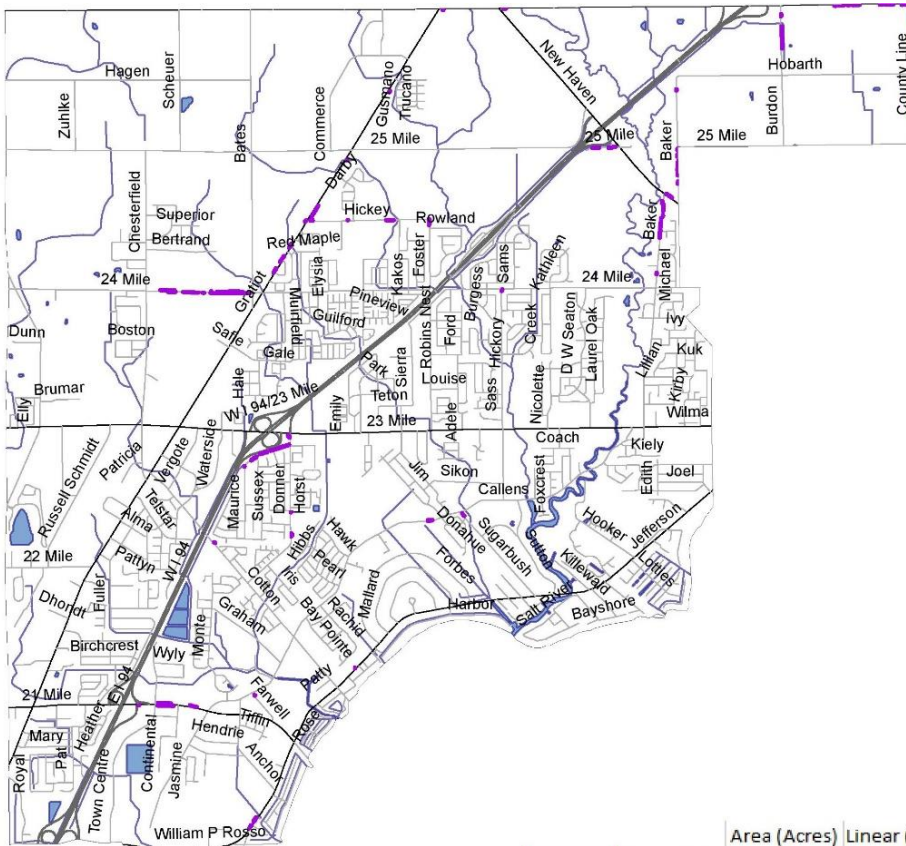 New Haven
Hobarth
County Line
Hagen
Scheuer
Zuhlke
Bates
Commerce
Gusmano
Trucano
25 Mile
25 Mile
Baker
25 Mile
Burdon
Darby
Chesterfield
Superior
Bertrand
Hickey
Rowland
Red Maple
Elysia
Kakos
Foster
Sams
Kathleen
Baker
Michael
24 Mile
24 Mile
Gratiot
Muirfield
Pineview
Guilford
Robins Nest
Burgess
Ford
Hickory
Creek
D W Seaton
Laurel Oak
Ivy
Dunn
Boston
Safle
Gale
Park
Sierra
Louise
Lillian
Kuk
Kirby
Brumar
Elly
Hale
W I 94/23 Mile
Emily
Teton
23 Mile
Adele
Sass
Nicolette
Wilma
Russell Schmidt
Patricia
Vergote
Waterside
Coach
Kiely
Sikon
Jim
Edith
Joel
Maurice
Sussex
Donner
Horst
Callens
Foxcrest
Telstar
Alma
Pattyn
Hibbs
Hawk
Donahue
Sugarbush
Sutton
Hooker
Jefferson
22 Mile
W I 94
Iris
Pearl
Forbes
Killewald
Lottles
Dhondt
Fuller
Cotton
Graham
Bay Pointe
Rachid
Mallard
Harbor
Salt River
Bayshore
Birchcrest
Wyly
Monte
Patty
21 Mile
E I 94
Farwell
Tiffin
Rose
Mary
Heather
Hendrie
Royal
Pat
Town Centre
Continental
Jasmine
Anchor
William P Rosso
Area (Acres) Linear (